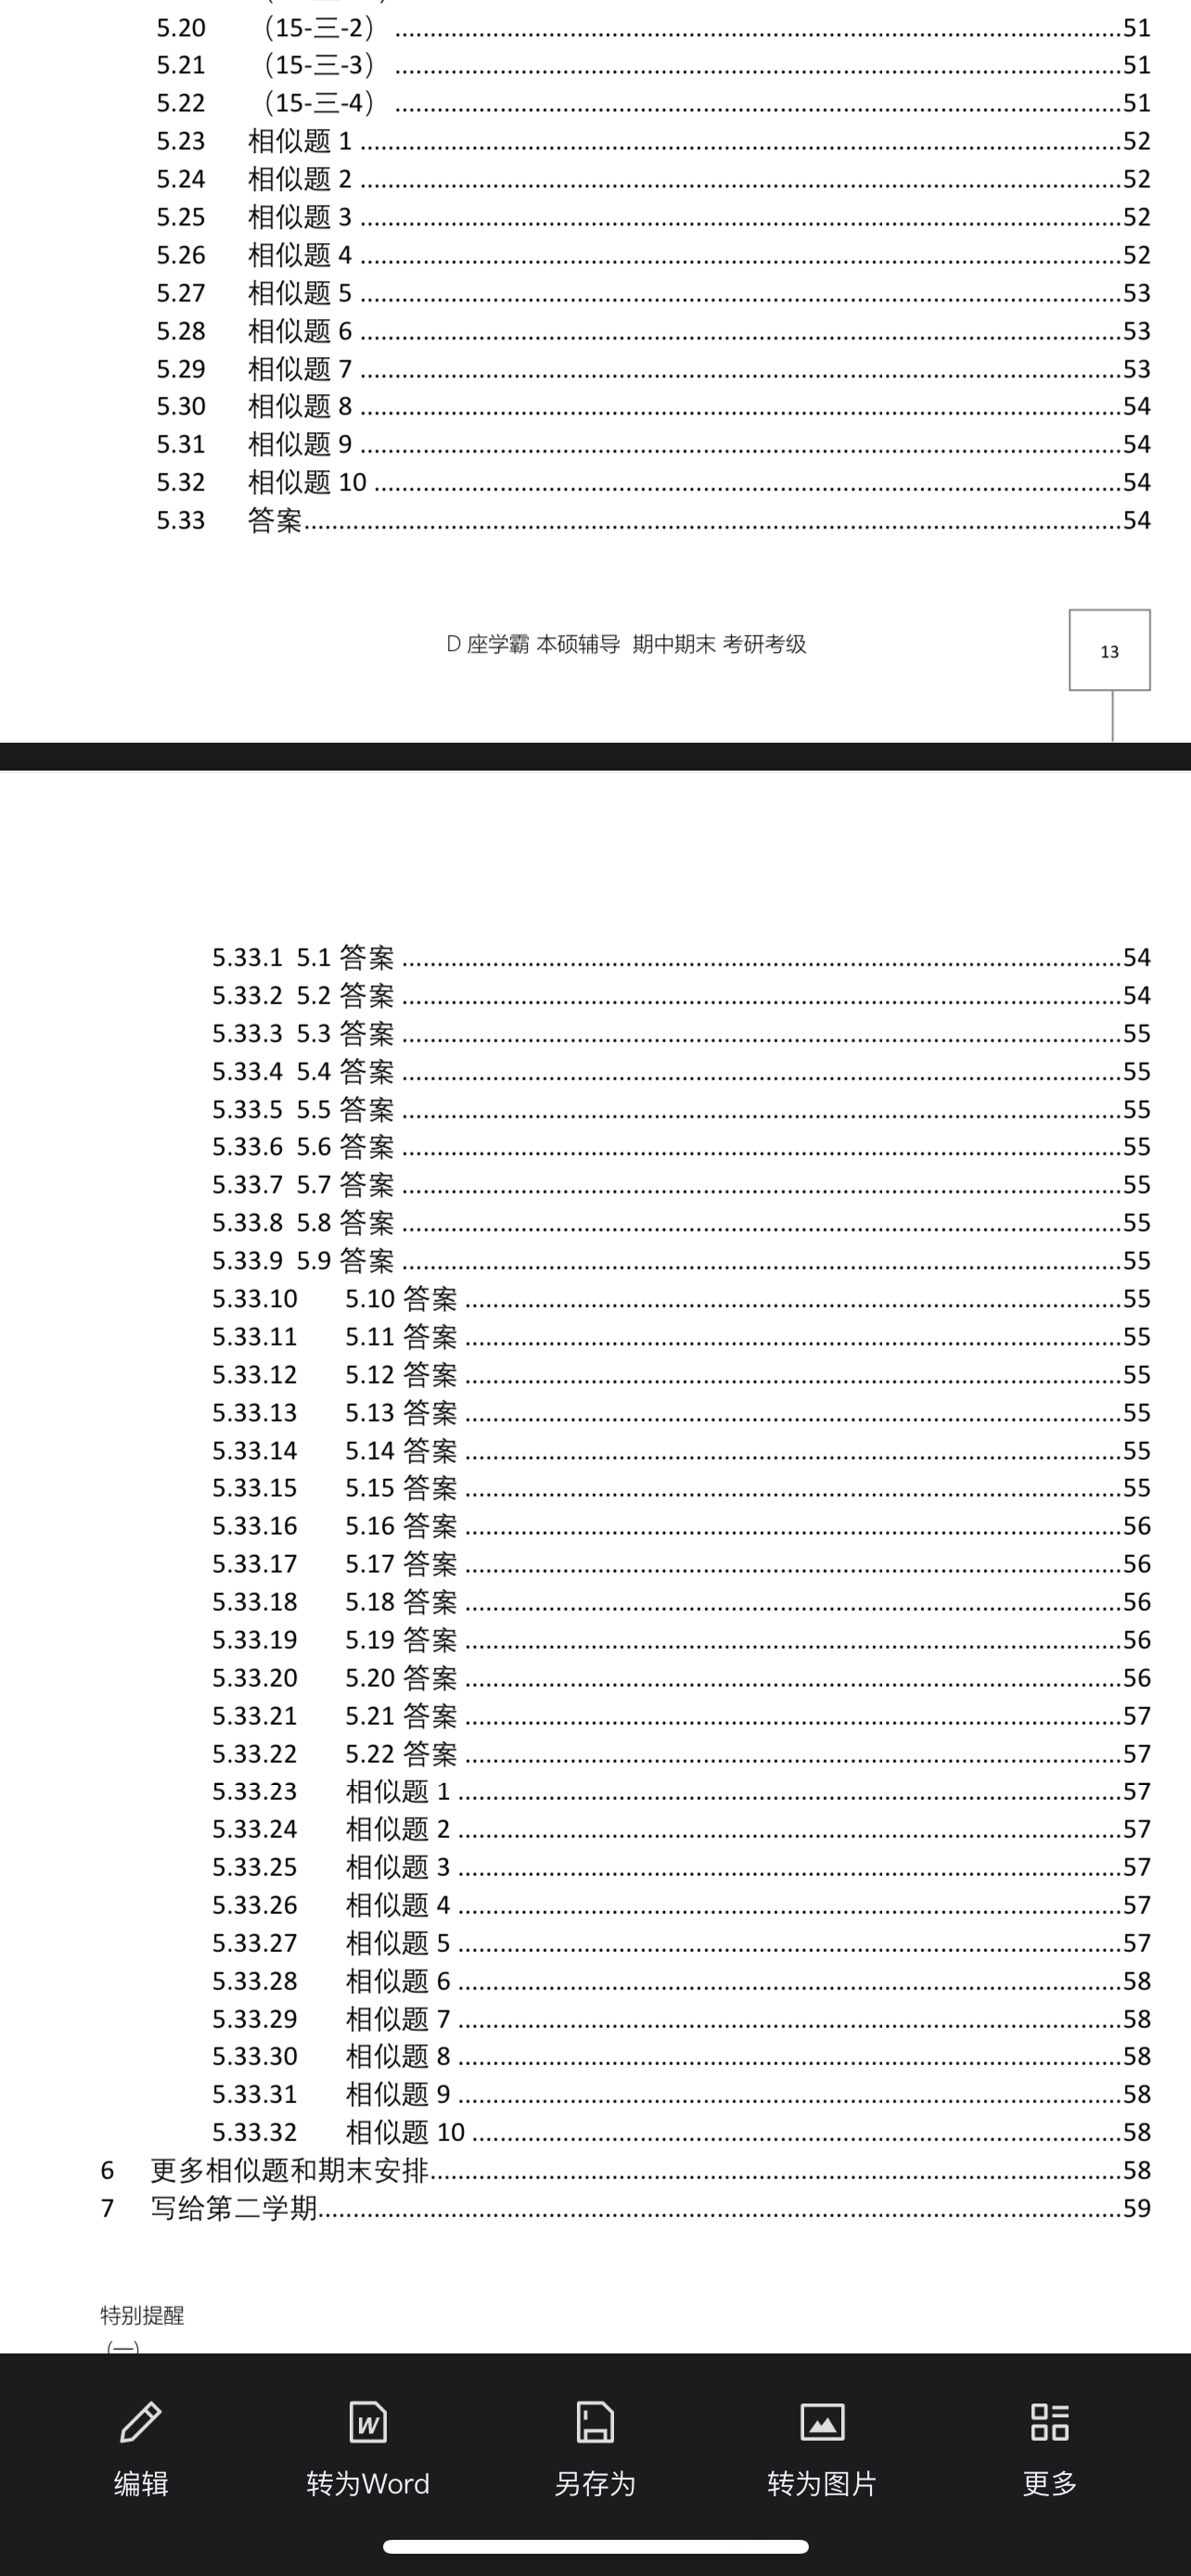 5.20 （15-三-2）51
5.21 （15-三-3）51
5.22 （15-三-4）51
5.23 相似题 1 52
5.24 相似题 2 52
5.25 相似题 3 52
5.26 相似题 4 52
5.27 相似题 5 53
5.28 相似题 6 53
5.29 相似题 7 53
5.30 相似题 8 54
5.31 相似题 9 54
5.32 相似题 10 54
5.33 答案 54
D 座学霸 本硕辅导 期中期末 考研考级
13
5.33.1 5.1 答案 54
5.33.2 5.2 答案 54
5.33.3 5.3 答案 55
5.33.4 5.4 答案 55
5.33.5 5.5 答案 55
5.33.6 5.6 答案 55
5.33.7 5.7 答案 55
5.33.8 5.8 答案 55
5.33.9 5.9 答案 55
5.33.10 5.10 答案 55
5.33.11 5.11 答案 55
5.33.12 5.12 答案 55
5.33.13 5.13 答案 55
5.33.14 5.14 答案 55
5.33.15 5.15 答案 55
5.33.16 5.16 答案 56
5.33.17 5.17 答案 56
5.33.18 5.18 答案 56
5.33.19 5.19 答案 56
5.33.20 5.20 答案 56
5.33.21 5.21 答案 57
5.33.22 5.22 答案 57
5.33.23 相似题 1 57
5.33.24 相似题 2 57
5.33.25 相似题 3 57
5.33.26 相似题 4 57
5.33.27 相似题 5 57
5.33.28 相似题 6 58
5.33.29 相似题 7 58
5.33.30 相似题 8 58
5.33.31 相似题 9 58
5.33.32 相似题 10 58
6 更多相似题和期末安排 58
7 写给第二学期 59
特别提醒
(一)
编辑 转为Word 另存为 转为图片 更多